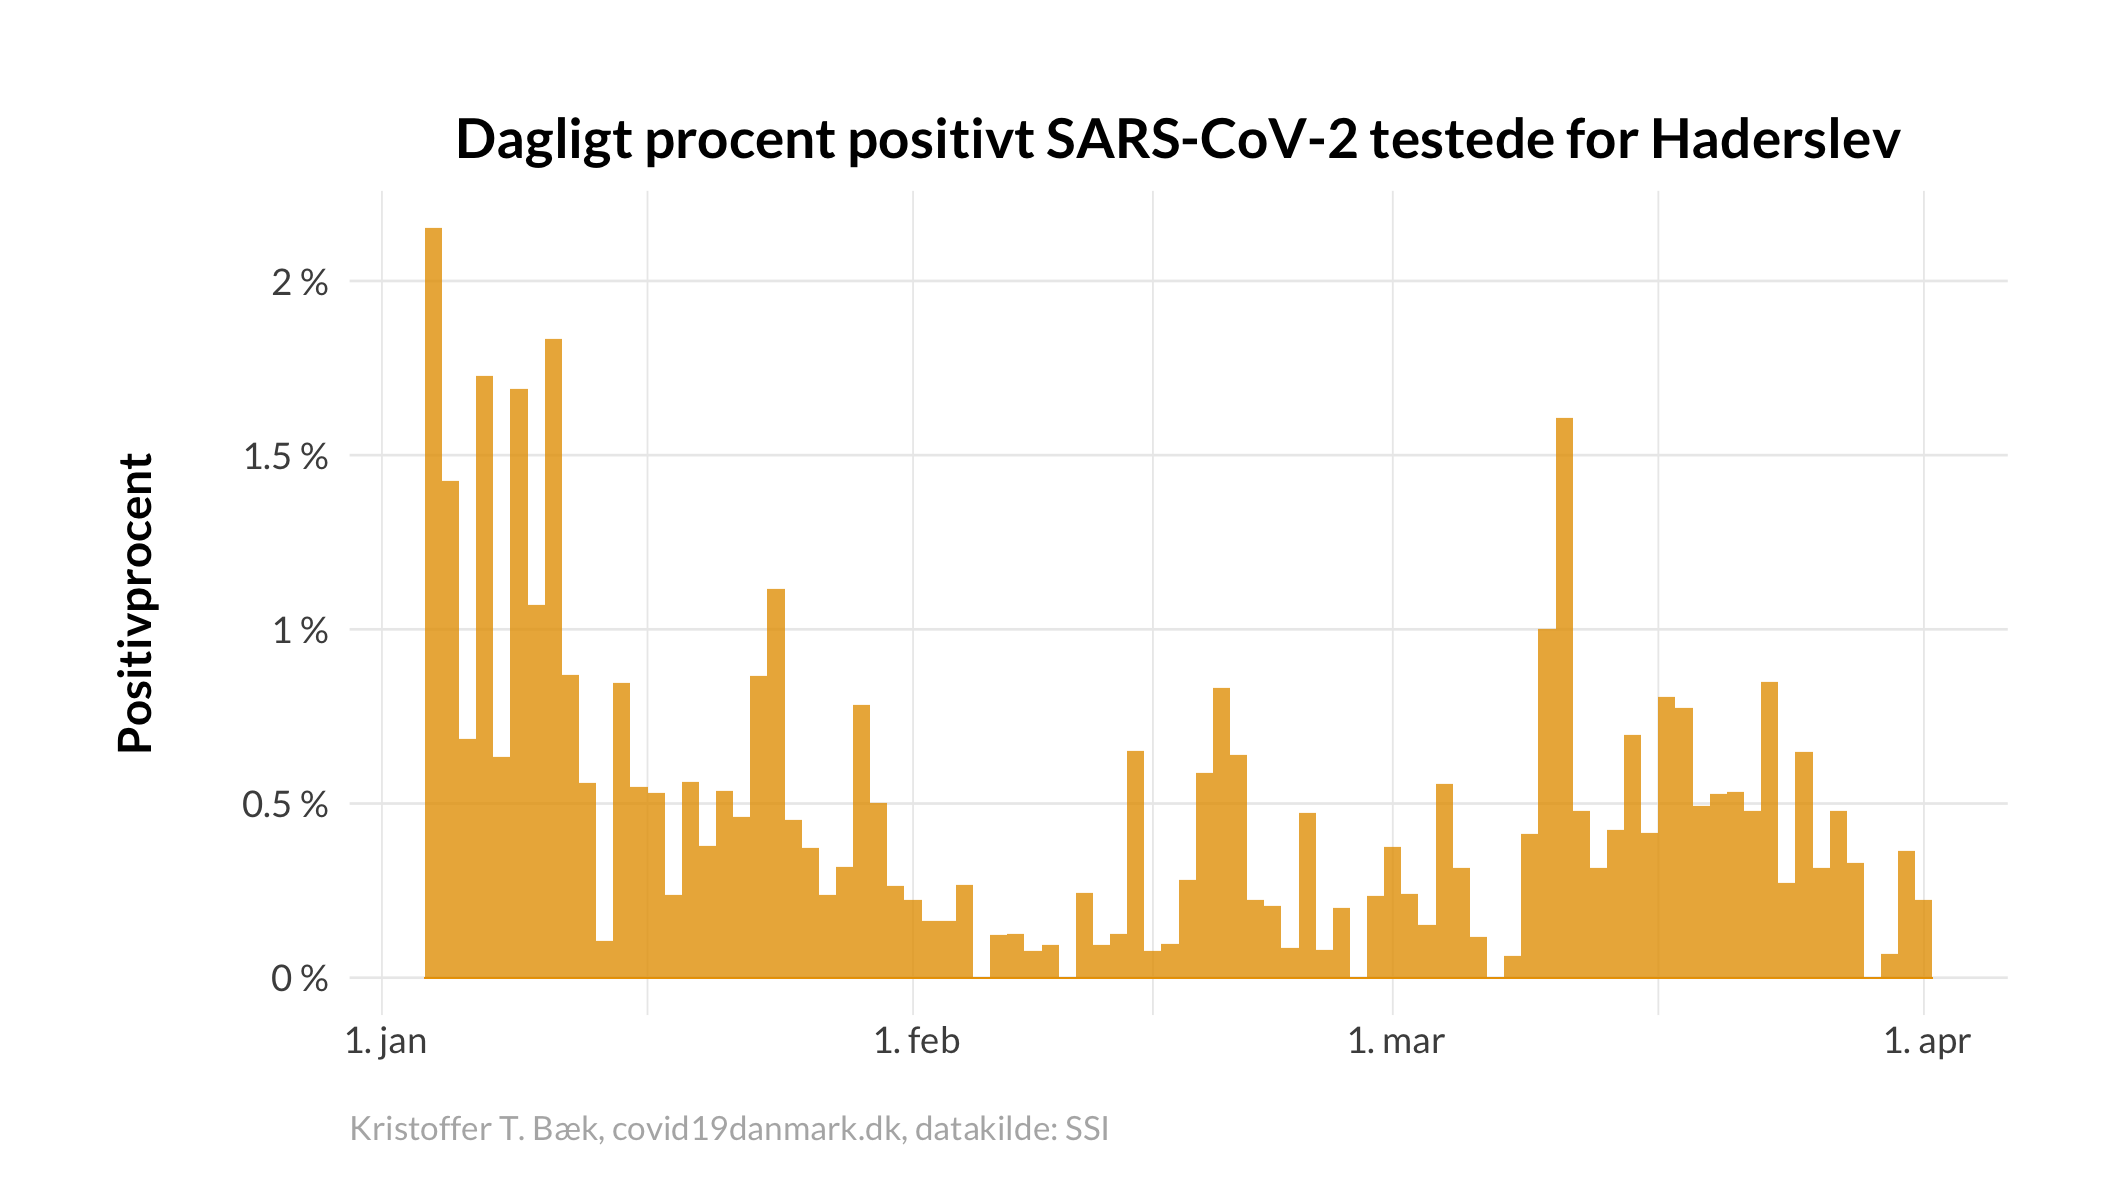 Dagligt procent positivt SARS-CoV-2 testede for Haderslev
Positivprocent
2 %
1.5 %
1 %
0.5 %
0 %
1. jan
1. feb
1. mar
1. apr
Kristoffer T. Bæk, covid19danmark.dk, datakilde: SSI